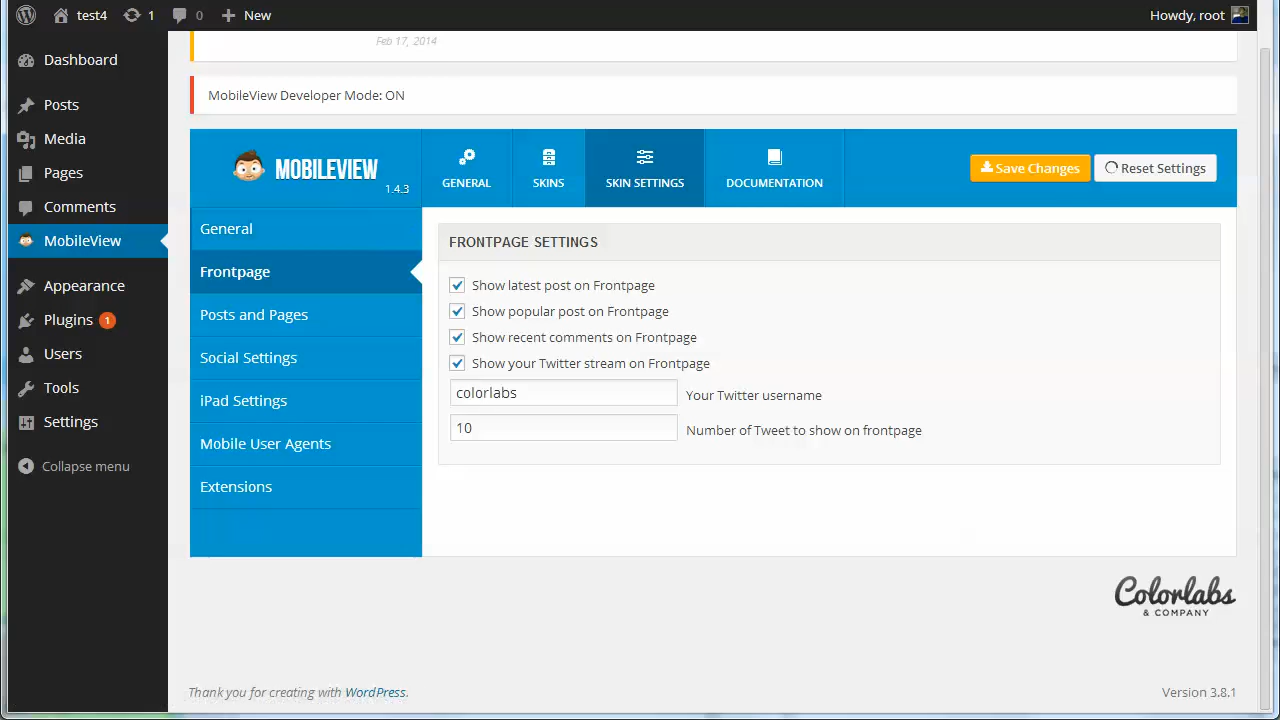 test4
1
0
New
Howdy, root
Dashboard
Posts
Media
Pages
Comments
MobileView
Appearance
Plugins 1
Users
Tools
Settings
Collapse menu
Feb 17, 2014
MobileView Developer Mode: ON
MOBILEVIEW
1.4.3
GENERAL
SKINS
SKIN SETTINGS
DOCUMENTATION
Save Changes
Reset Settings
General
Frontpage
Posts and Pages
Social Settings
iPad Settings
Mobile User Agents
Extensions
FRONTPAGE SETTINGS
Show latest post on Frontpage
Show popular post on Frontpage
Show recent comments on Frontpage
Show your Twitter stream on Frontpage
colorlabs Your Twitter username
10 Number of Tweet to show on frontpage
Colorlabs
& COMPANY
Thank you for creating with WordPress.
Version 3.8.1